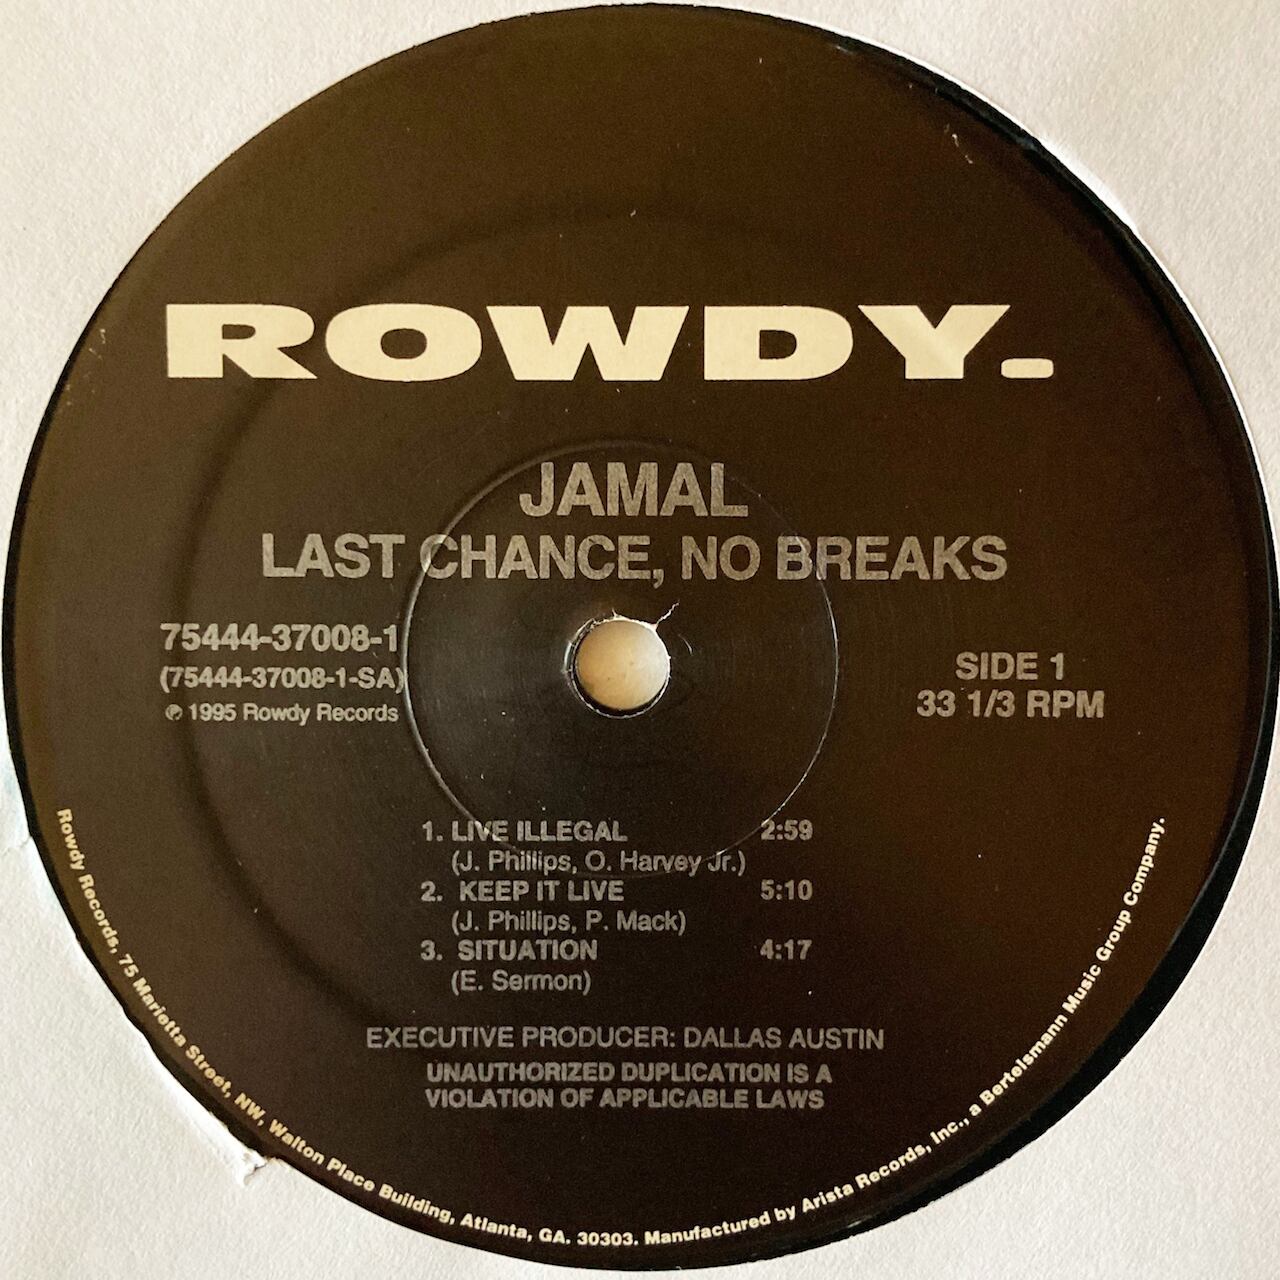 ROWDY.
JAMAL
LAST CHANCE, NO BREAKS
75444-37008-1
(75444-37008-1-SA)
℗ 1995 Rowdy Records
SIDE 1
33 1/3 RPM
1. LIVE ILLEGAL 2:59
(J. Phillips, O. Harvey Jr.)
2. KEEP IT LIVE 5:10
(J. Phillips, P. Mack)
3. SITUATION 4:17
(E. Sermon)
EXECUTIVE PRODUCER: DALLAS AUSTIN
UNAUTHORIZED DUPLICATION IS A
VIOLATION OF APPLICABLE LAWS
Rowdy Records, 75 Marietta Street, NW, Walton Place Building, Atlanta, GA. 30303. Manufactured by Arista Records, Inc., a Bertelsmann Music Group Company.